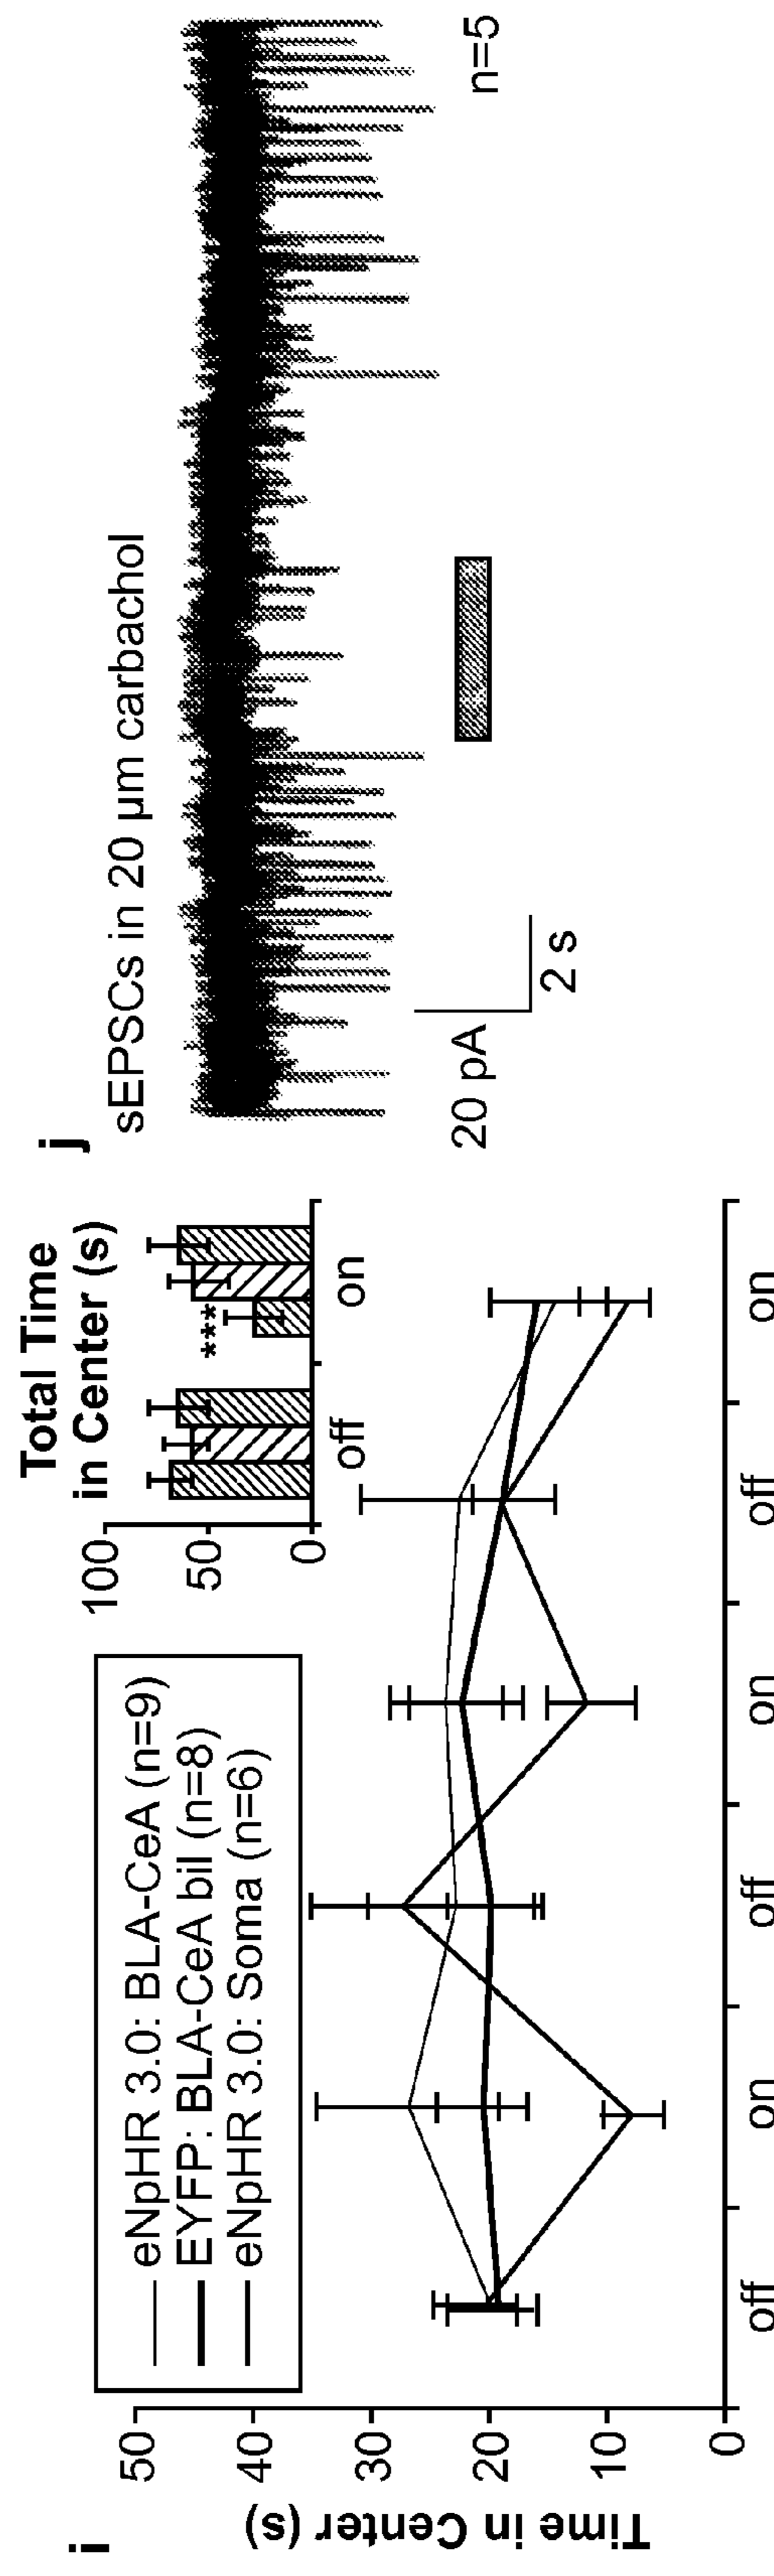 i
Time in Center (s)
50
40
30
20
10
0
eNpHR 3.0: BLA-CeA (n=9)
EYFP: BLA-CeA bil (n=8)
eNpHR 3.0: Soma (n=6)
off
on
off
on
off
on
Total Time
in Center (s)
100
50
0
***
off
on
j
sEPSCs in 20 µm carbachol
20 pA
2 s
n=5